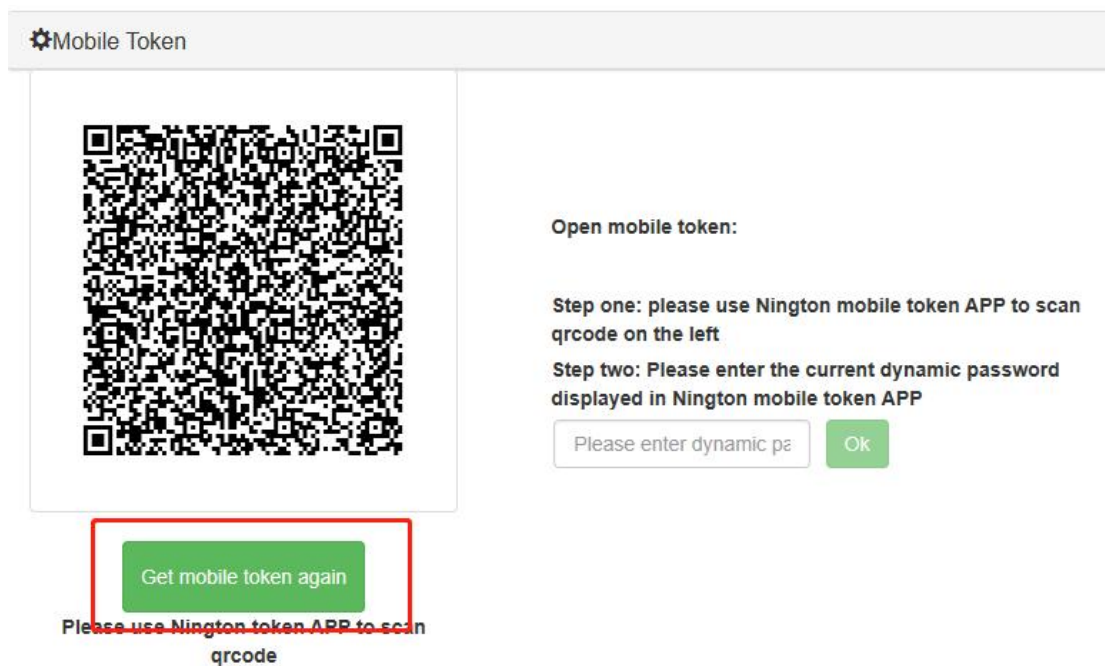 Mobile Token
Open mobile token:
Step one: please use Nington mobile token APP to scan
qrcode on the left
Step two: Please enter the current dynamic password
displayed in Nington mobile token APP
Please enter dynamic pa
Ok
Get mobile token again
Please use Nington token APP to scan
qrcode